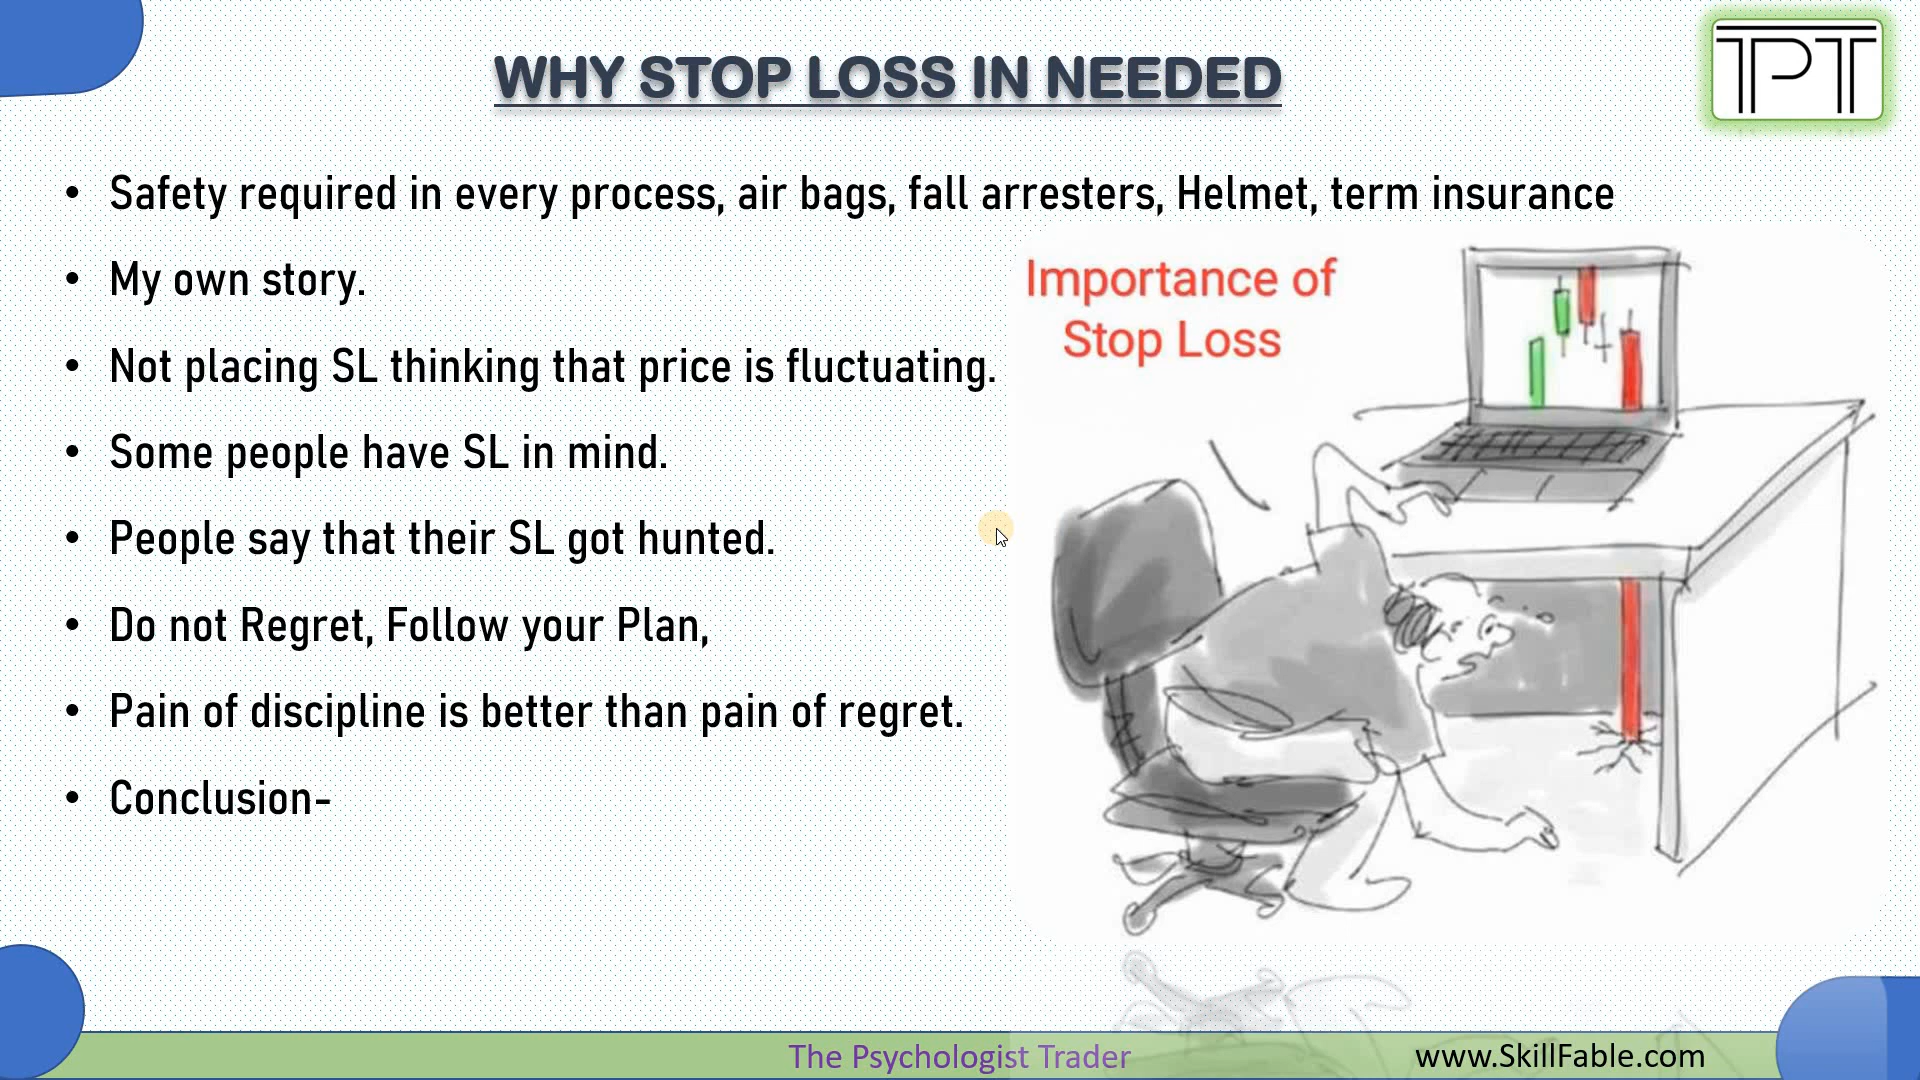 WHY STOP LOSS IN NEEDED
TPT
• Safety required in every process, air bags, fall arresters, Helmet, term insurance
• My own story.
• Not placing SL thinking that price is fluctuating.
• Some people have SL in mind.
• People say that their SL got hunted.
• Do not Regret, Follow your Plan,
• Pain of discipline is better than pain of regret.
• Conclusion-
Importance of
Stop Loss
The Psychologist Trader
www.SkillFable.com